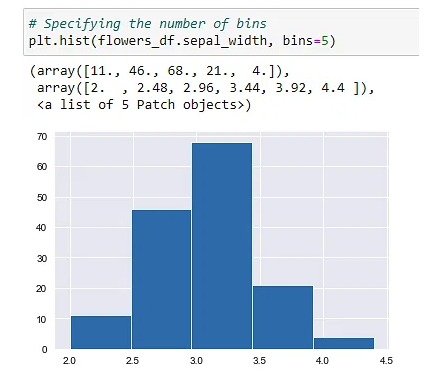 # Specifying the number of bins
plt.hist(flowers_df.sepal_width, bins=5)
(array([11., 46., 68., 21.,  4.]),
 array([2.  , 2.48, 2.96, 3.44, 3.92, 4.4 ]),
 <a list of 5 Patch objects>)
70
60
50
40
30
20
10
0
2.0 2.5 3.0 3.5 4.0 4.5